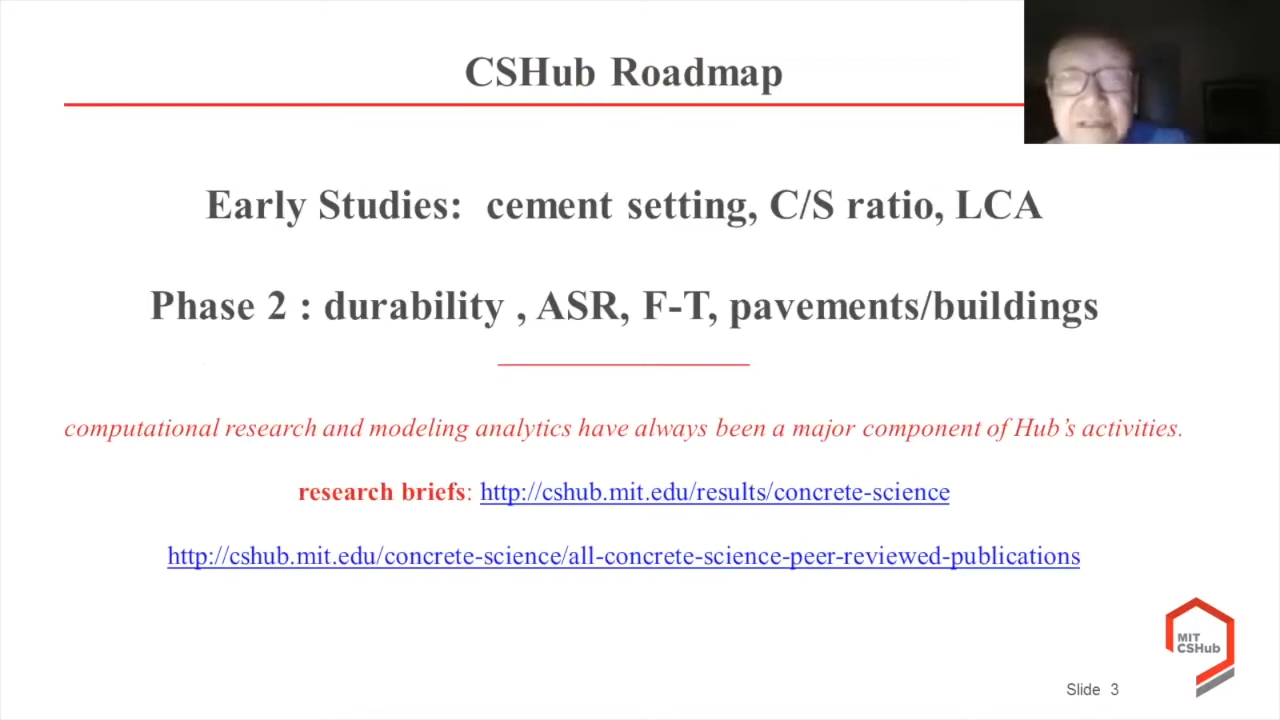 CSHub Roadmap
Early Studies: cement setting, C/S ratio, LCA
Phase 2 : durability , ASR, F-T, pavements/buildings
computational research and modeling analytics have always been a major component of Hub’s activities.
research briefs: http://cshub.mit.edu/results/concrete-science
http://cshub.mit.edu/concrete-science/all-concrete-science-peer-reviewed-publications
MIT
CSHub
Slide 3